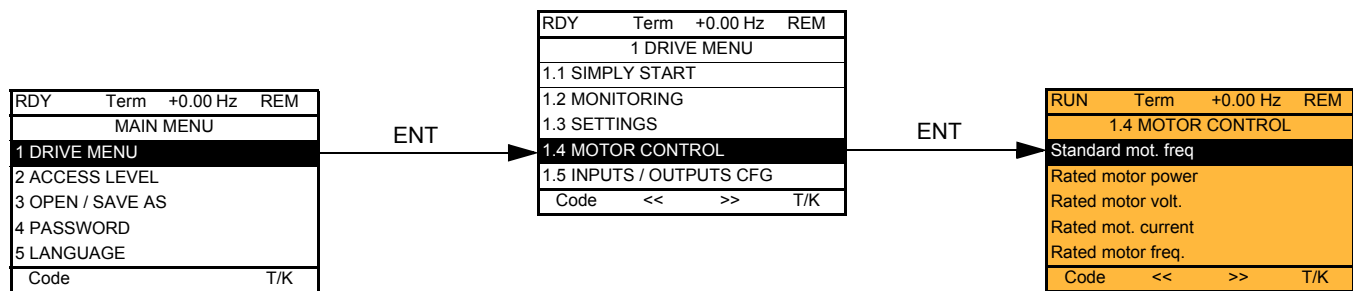 RDY Term +0.00 Hz REM
MAIN MENU
1 DRIVE MENU
2 ACCESS LEVEL
3 OPEN / SAVE AS
4 PASSWORD
5 LANGUAGE
Code T/K
ENT
RDY Term +0.00 Hz REM
1 DRIVE MENU
1.1 SIMPLY START
1.2 MONITORING
1.3 SETTINGS
1.4 MOTOR CONTROL
1.5 INPUTS / OUTPUTS CFG
Code << >> T/K
ENT
RUN Term +0.00 Hz REM
1.4 MOTOR CONTROL
Standard mot. freq
Rated motor power
Rated motor volt.
Rated mot. current
Rated motor freq.
Code << >> T/K